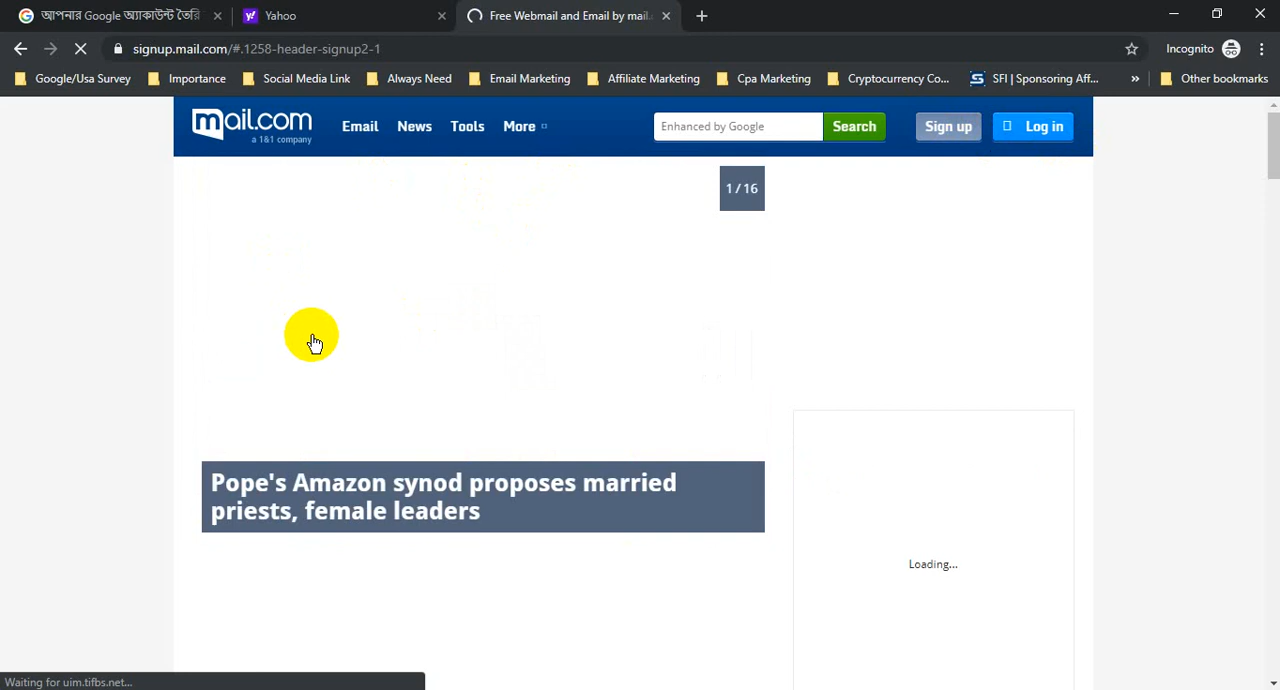 আপনার Google অ্যাকাউন্ট তৈরি
Yahoo
Free Webmail and Email by mail.
signup.mail.com/#.1258-header-signup2-1
Incognito
Google/Usa Survey
Importance
Social Media Link
Always Need
Email Marketing
Affiliate Marketing
Cpa Marketing
Cryptocurrency Co...
SFI | Sponsoring Aff...
»
Other bookmarks
mail.com
a 1&1 company
Email
News
Tools
More
Enhanced by Google
Search
Sign up
Log in
1 / 16
Pope's Amazon synod proposes married
priests, female leaders
Loading...
Waiting for uim.tifbs.net...